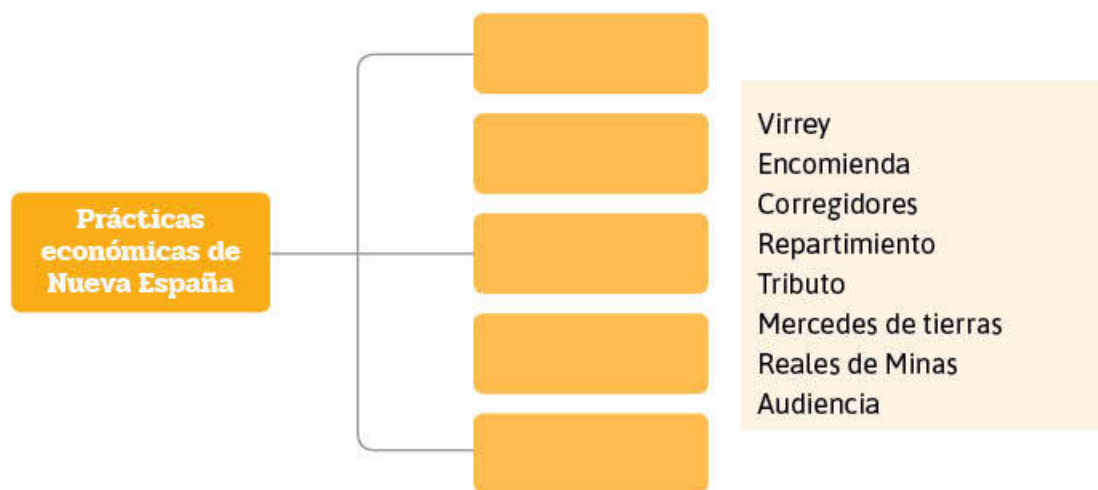 Prácticas
económicas de
Nueva España
Virrey
Encomienda
Corregidores
Repartimiento
Tributo
Mercedes de tierras
Reales de Minas
Audiencia